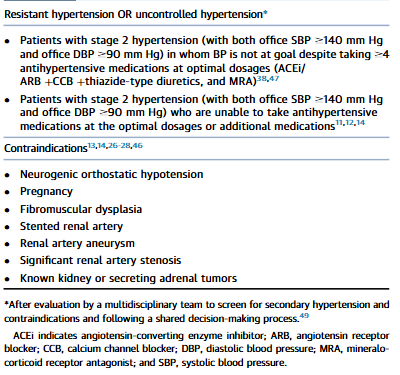 Resistant hypertension OR uncontrolled hypertension*
• Patients with stage 2 hypertension (with both office SBP ≥140 mm Hg
and office DBP ≥90 mm Hg) in whom BP is not at goal despite taking ≥4
antihypertensive medications at optimal dosages (ACEi/
ARB +CCB +thiazide-type diuretics, and MRA)38,47
• Patients with stage 2 hypertension (with both office SBP ≥140 mm Hg
and office DBP ≥90 mm Hg) who are unable to take antihypertensive
medications at the optimal dosages or additional medications11,12,14
Contraindications13,14,26-28,46
• Neurogenic orthostatic hypotension
• Pregnancy
• Fibromuscular dysplasia
• Stented renal artery
• Renal artery aneurysm
• Significant renal artery stenosis
• Known kidney or secreting adrenal tumors
*After evaluation by a multidisciplinary team to screen for secondary hypertension and
contraindications and following a shared decision-making process.49
ACEi indicates angiotensin-converting enzyme inhibitor; ARB, angiotensin receptor
blocker; CCB, calcium channel blocker; DBP, diastolic blood pressure; MRA, mineralo-
corticoid receptor antagonist; and SBP, systolic blood pressure.